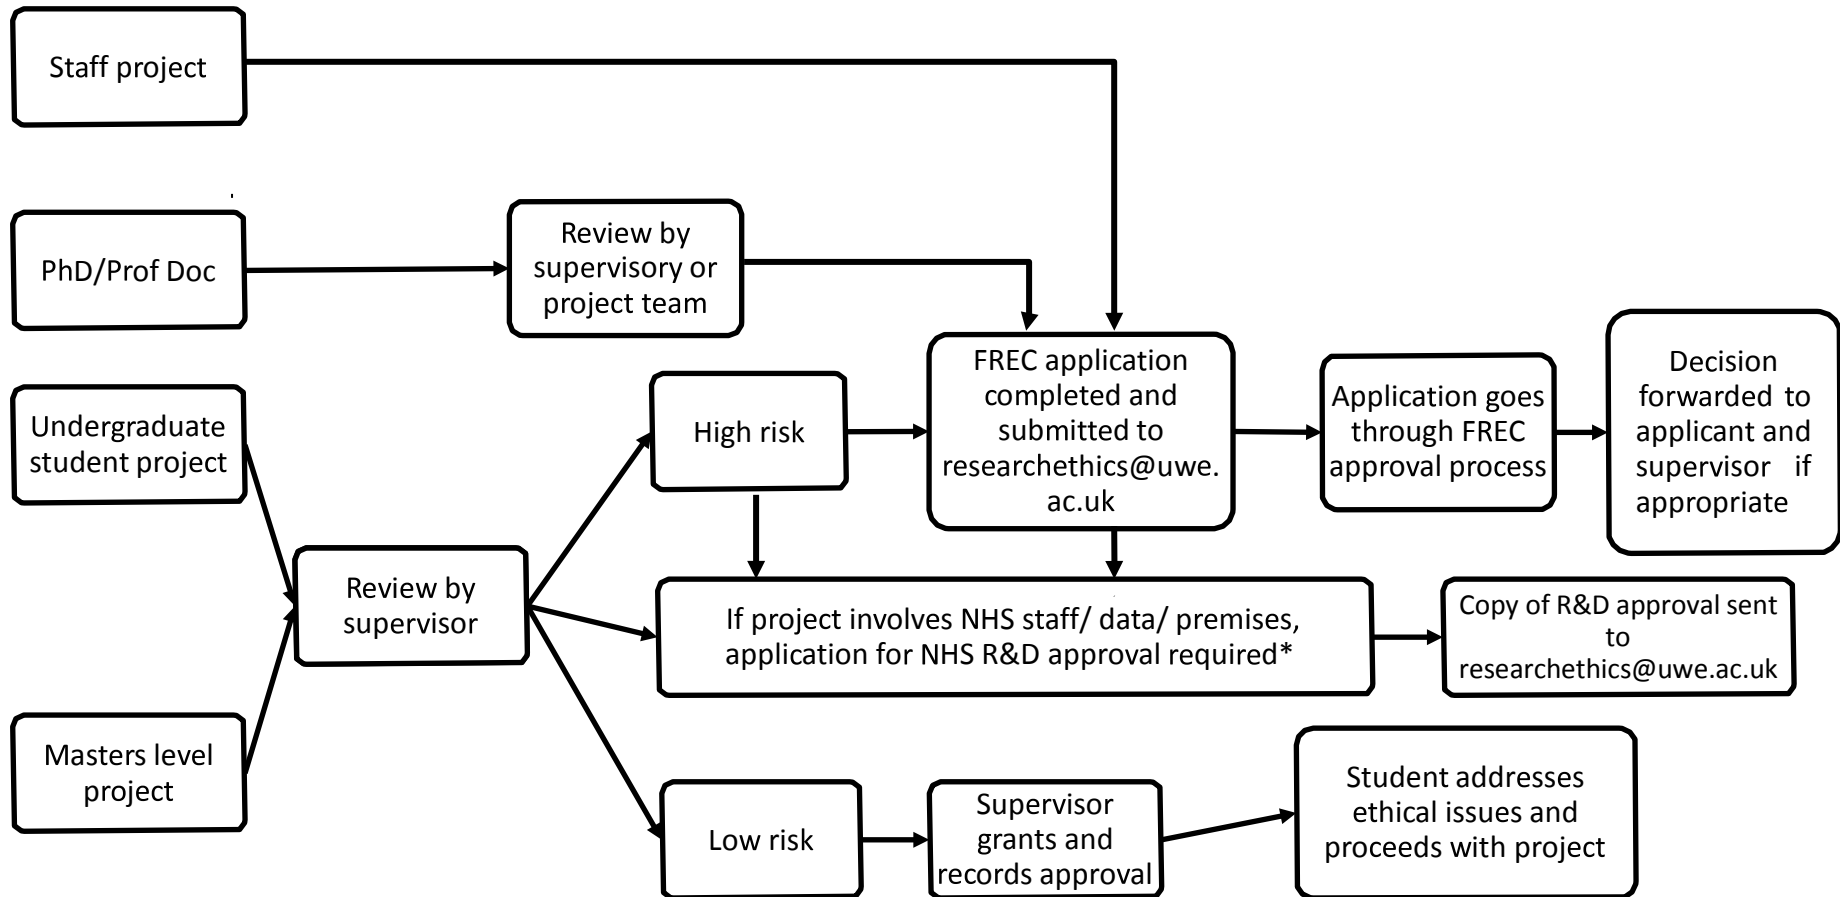 Staff project
PhD/Prof Doc
Review by
supervisory or
project team
Undergraduate
student project
High risk
FREC application
completed and
submitted to
researchethics@uwe.
ac.uk
Application goes
through FREC
approval process
Decision
forwarded to
applicant and
supervisor if
appropriate
Review by
supervisor
If project involves NHS staff/ data/ premises,
application for NHS R&D approval required*
Copy of R&D approval sent
to
researchethics@uwe.ac.uk
Masters level
project
Low risk
Supervisor
grants and
records approval
Student addresses
ethical issues and
proceeds with project